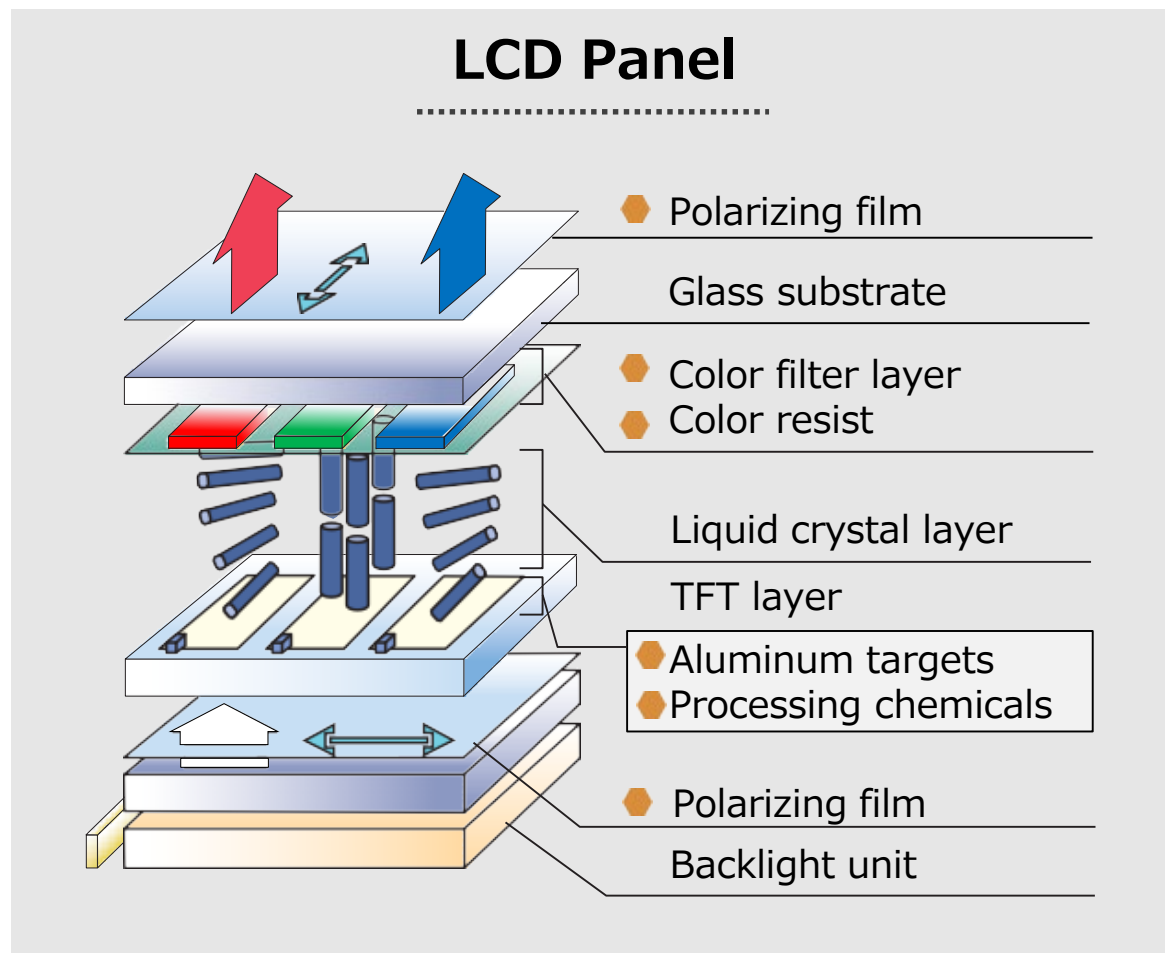 LCD Panel
Polarizing film
Glass substrate
Color filter layer
Color resist
Liquid crystal layer
TFT layer
Aluminum targets
Processing chemicals
Polarizing film
Backlight unit